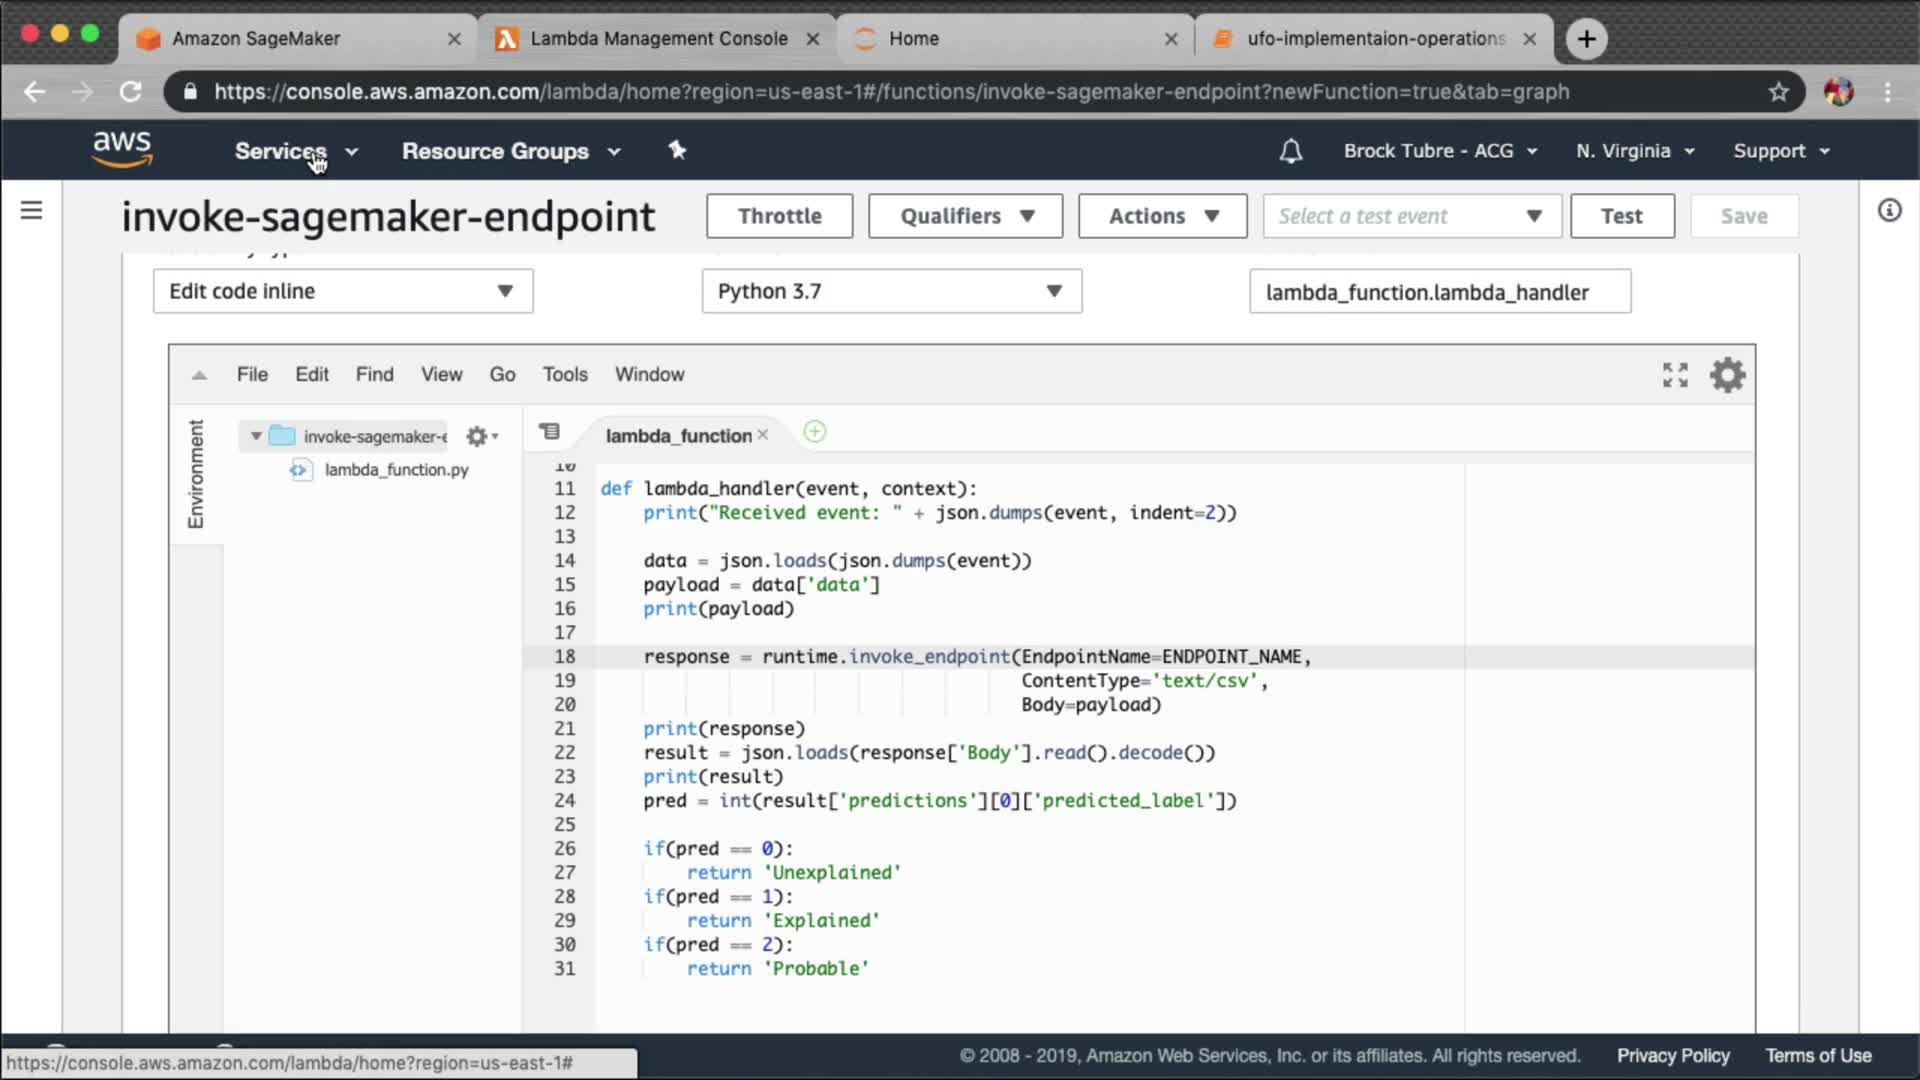 Amazon SageMaker
Lambda Management Console
Home
ufo-implementaion-operations
https://console.aws.amazon.com/lambda/home?region=us-east-1#/functions/invoke-sagemaker-endpoint?newFunction=true&tab=graph
aws
Services
Resource Groups
Brock Tubre - ACG
N. Virginia
Support
invoke-sagemaker-endpoint
Throttle
Qualifiers
Actions
Select a test event
Test
Save
Edit code inline
Python 3.7
lambda_function.lambda_handler
File Edit Find View Go Tools Window
Environment
invoke-sagemaker-e
lambda_function.py
lambda_function
10
11 def lambda_handler(event, context):
12     print("Received event: " + json.dumps(event, indent=2))
13
14     data = json.loads(json.dumps(event))
15     payload = data['data']
16     print(payload)
17
18     response = runtime.invoke_endpoint(EndpointName=ENDPOINT_NAME,
19                                        ContentType='text/csv',
20                                        Body=payload)
21     print(response)
22     result = json.loads(response['Body'].read().decode())
23     print(result)
24     pred = int(result['predictions'][0]['predicted_label'])
25
26     if(pred == 0):
27         return 'Unexplained'
28     if(pred == 1):
29         return 'Explained'
30     if(pred == 2):
31         return 'Probable'
https://console.aws.amazon.com/lambda/home?region=us-east-1#
© 2008 - 2019, Amazon Web Services, Inc. or its affiliates. All rights reserved.
Privacy Policy
Terms of Use